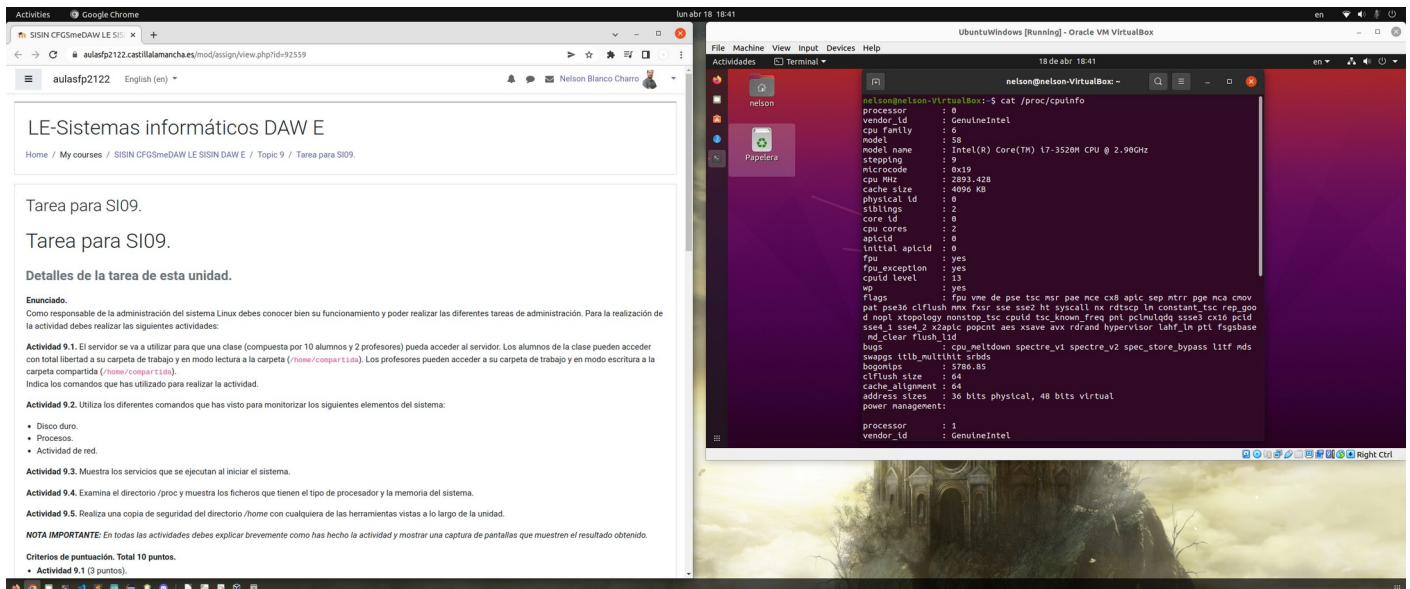 Activities
Google Chrome
lun abr 18 18:41
en
SISIN CFGSmeDAW LE SIS
aulasfp2122.castillalamancha.es/mod/assign/view.php?id=92559
aulasfp2122
English (en)
Nelson Blanco Charro
LE-Sistemas informáticos DAW E
Home / My courses / SISIN CFGSmeDAW LE SISIN DAW E / Topic 9 / Tarea para SI09.
Tarea para SI09.
Tarea para SI09.
Detalles de la tarea de esta unidad.
Enunciado.
Como responsable de la administración del sistema Linux debes conocer bien su funcionamiento y poder realizar las diferentes tareas de administración. Para la realización de
la actividad debes realizar las siguientes actividades:
Actividad 9.1. El servidor se va a utilizar para que una clase (compuesta por 10 alumnos y 2 profesores) pueda acceder al servidor. Los alumnos de la clase pueden acceder
con total libertad a su carpeta de trabajo y en modo lectura a la carpeta (/home/compartida). Los profesores pueden acceder a su carpeta de trabajo y en modo escritura a la
carpeta compartida (/home/compartida).
Indica los comandos que has utilizado para realizar la actividad.
Actividad 9.2. Utiliza los diferentes comandos que has visto para monitorizar los siguientes elementos del sistema:
• Disco duro.
• Procesos.
• Actividad de red.
Actividad 9.3. Muestra los servicios que se ejecutan al iniciar el sistema.
Actividad 9.4. Examina el directorio /proc y muestra los ficheros que tienen el tipo de procesador y la memoria del sistema.
Actividad 9.5. Realiza una copia de seguridad del directorio /home con cualquiera de las herramientas vistas a lo largo de la unidad.
NOTA IMPORTANTE: En todas las actividades debes explicar brevemente como has hecho la actividad y mostrar una captura de pantallas que muestren el resultado obtenido.
Criterios de puntuación. Total 10 puntos.
• Actividad 9.1 (3 puntos).
UbuntuWindows [Running] - Oracle VM VirtualBox
File Machine View Input Devices Help
Actividades
Terminal
18 de abr 18:41
en
nelson
Papelera
nelson@nelson-VirtualBox: ~
nelson@nelson-VirtualBox:~$ cat /proc/cpuinfo
processor : 0
vendor_id : GenuineIntel
cpu family : 6
model : 58
model name : Intel(R) Core(TM) i7-3520M CPU @ 2.90GHz
stepping : 9
microcode : 0x19
cpu MHz : 2893.428
cache size : 4096 KB
physical id : 0
siblings : 2
core id : 0
cpu cores : 2
apicid : 0
initial apicid : 0
fpu : yes
fpu_exception : yes
cpuid level : 13
wp : yes
flags : fpu vme de pse tsc msr pae mce cx8 apic sep mtrr pge mca cmov
pat pse36 clflush mmx fxsr sse sse2 ht syscall nx rdtscp lm constant_tsc rep_goo
d nopl xtopology nonstop_tsc cpuid tsc_known_freq pni pclmulqdq ssse3 cx16 pcid
sse4_1 sse4_2 x2apic popcnt aes xsave avx rdrand hypervisor lahf_lm pti fsgsbase
md_clear flush_l1d
bugs : cpu_meltdown spectre_v1 spectre_v2 spec_store_bypass l1tf mds
swapgs itlb_multihit srbds
bogomips : 5786.85
clflush size : 64
cache_alignment : 64
address sizes : 36 bits physical, 48 bits virtual
power management:
processor : 1
vendor_id : GenuineIntel
Right Ctrl